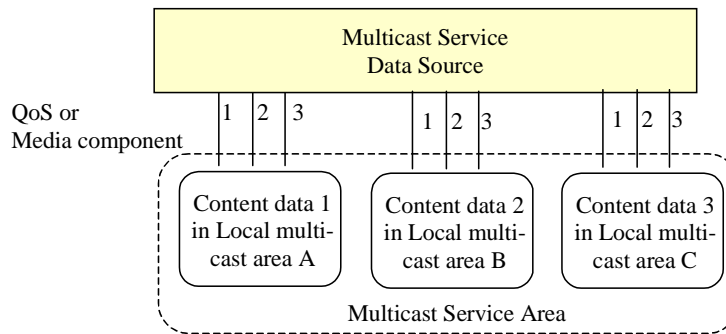 Multicast Service
Data Source
QoS or
Media component
1 2 3
1 2 3
1 2 3
Content data 1
in Local multi-
cast area A
Content data 2
in Local multi-
cast area B
Content data 3
in Local multi-
cast area C
Multicast Service Area